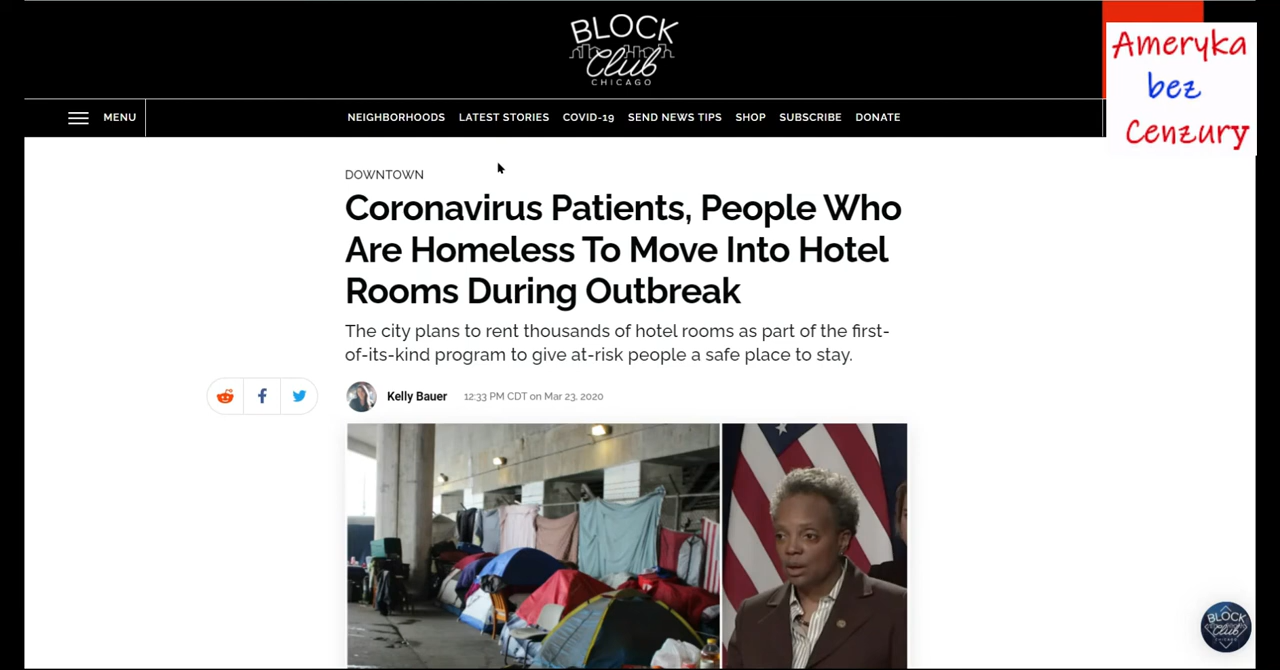 BLOCK
Club
CHICAGO
Ameryka
bez
Cenzury
MENU
NEIGHBORHOODS
LATEST STORIES
COVID-19
SEND NEWS TIPS
SHOP
SUBSCRIBE
DONATE
DOWNTOWN
Coronavirus Patients, People Who
Are Homeless To Move Into Hotel
Rooms During Outbreak
The city plans to rent thousands of hotel rooms as part of the first-
of-its-kind program to give at-risk people a safe place to stay.
Kelly Bauer
12:33 PM CDT on Mar 23, 2020
BLOCK
Club
CHICAGO